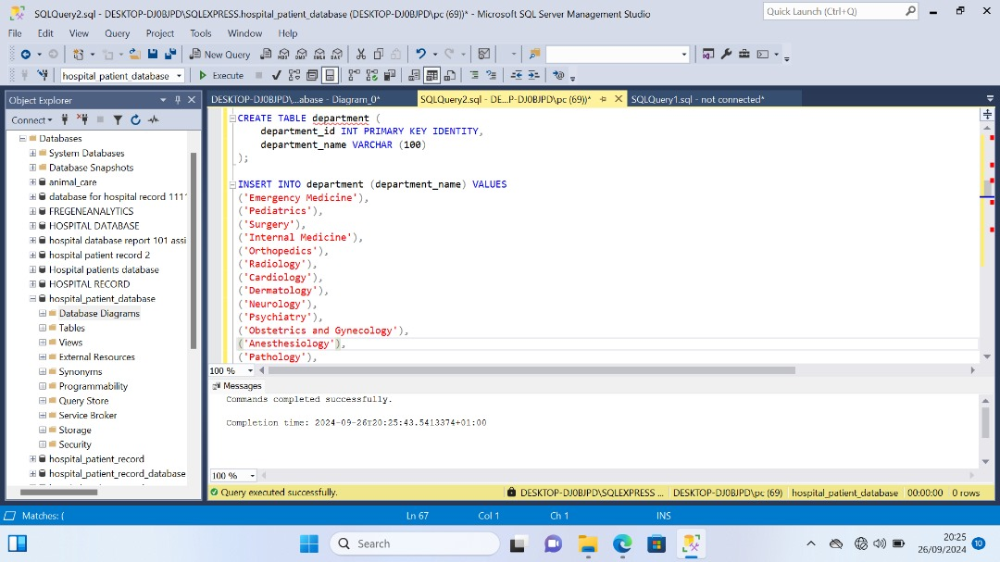 SQLQuery2.sql - DESKTOP-DJ0BJPD\SQLEXPRESS.hospital_patient_database (DESKTOP-DJ0BJPD\pc (69))* - Microsoft SQL Server Management Studio
Quick Launch (Ctrl+Q)
File Edit View Query Project Tools Window Help
New Query
MDX DMX XMLA DAX
hospital_patient_database
Execute
Object Explorer
DESKTOP-DJ0BJPD\...abase - Diagram_0*
SQLQuery2.sql - DE...P-DJ0BJPD\pc (69))*
SQLQuery1.sql - not connected*
Connect
Databases
System Databases
Database Snapshots
animal_care
database for hospital record 1111
FREGENEANALYTICS
HOSPITAL DATABASE
hospital database report 101 assi
hospital patient record 2
Hospital patients database
HOSPITAL RECORD
hospital_patient_database
Database Diagrams
Tables
Views
External Resources
Synonyms
Programmability
Query Store
Service Broker
Storage
Security
hospital_patient_record
hospital_patient_record_database
CREATE TABLE department (
department_id INT PRIMARY KEY IDENTITY,
department_name VARCHAR (100)
);
INSERT INTO department (department_name) VALUES
('Emergency Medicine'),
('Pediatrics'),
('Surgery'),
('Internal Medicine'),
('Orthopedics'),
('Radiology'),
('Cardiology'),
('Dermatology'),
('Neurology'),
('Psychiatry'),
('Obstetrics and Gynecology'),
('Anesthesiology'),
('Pathology'),
100 %
Messages
Commands completed successfully.
Completion time: 2024-09-26T20:25:43.5413374+01:00
100 %
Query executed successfully.
DESKTOP-DJ0BJPD\SQLEXPRESS ...
DESKTOP-DJ0BJPD\pc (69)
hospital_patient_database
00:00:00
0 rows
Matches: (
Ln 67
Col 1
Ch 1
INS
Search
20:25
26/09/2024
10